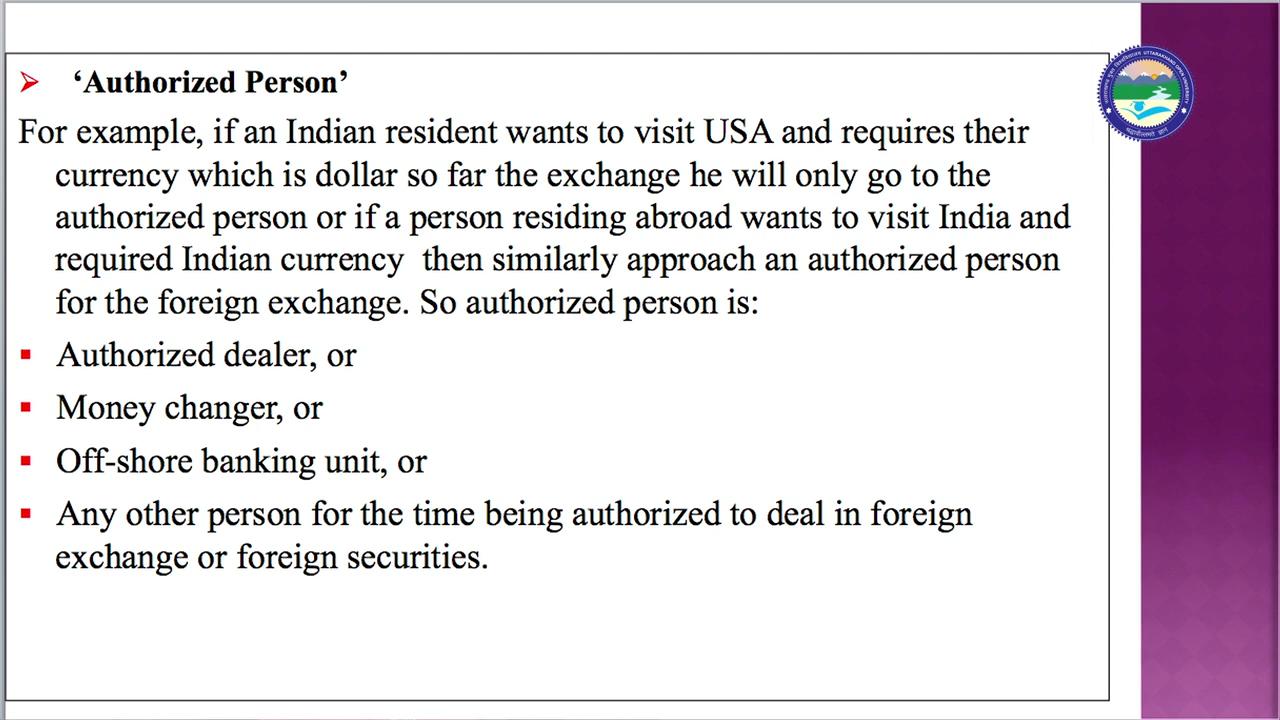 ➢ ‘Authorized Person’
For example, if an Indian resident wants to visit USA and requires their
currency which is dollar so far the exchange he will only go to the
authorized person or if a person residing abroad wants to visit India and
required Indian currency  then similarly approach an authorized person
for the foreign exchange. So authorized person is:
▪ Authorized dealer, or
▪ Money changer, or
▪ Off-shore banking unit, or
▪ Any other person for the time being authorized to deal in foreign
exchange or foreign securities.
UTTARAKHAND OPEN UNIVERSITY